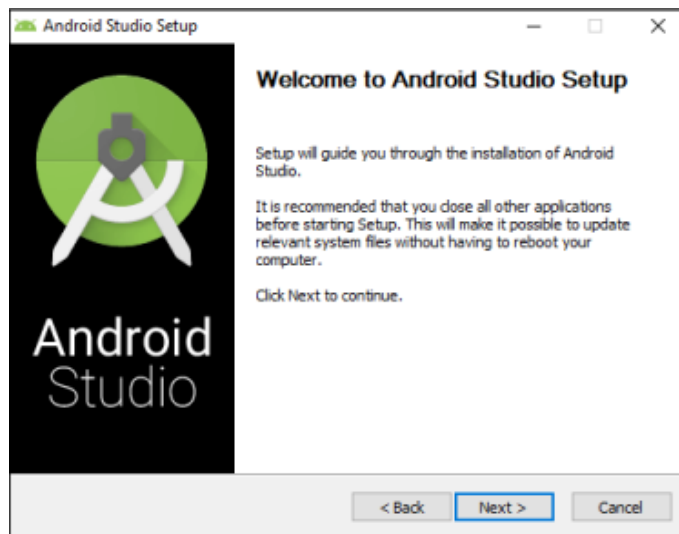 Android Studio Setup
Welcome to Android Studio Setup
Setup will guide you through the installation of Android
Studio.
It is recommended that you close all other applications
before starting Setup. This will make it possible to update
relevant system files without having to reboot your
computer.
Click Next to continue.
Android
Studio
< Back Next > Cancel